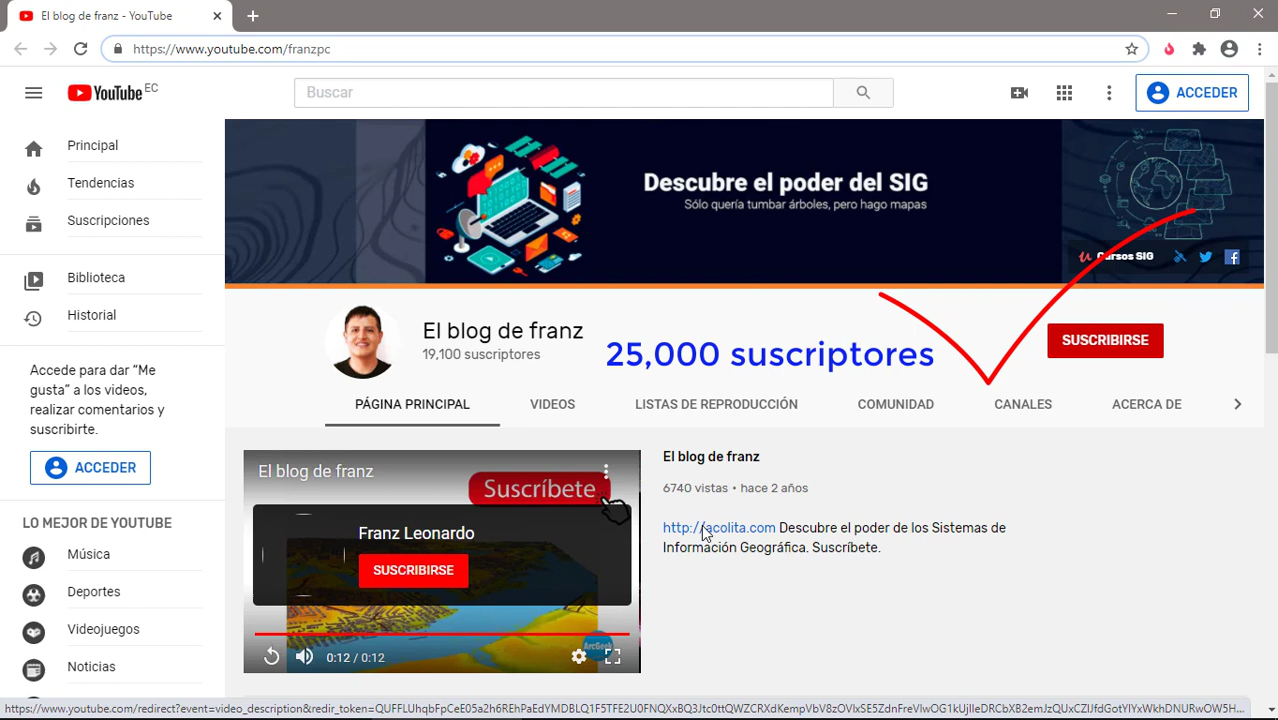 El blog de franz - YouTube
https://www.youtube.com/franzpc
YouTube EC
Buscar
ACCEDER
Principal
Tendencias
Suscripciones
Biblioteca
Historial
Accede para dar “Me
gusta” a los videos,
realizar comentarios y
suscribirte.
ACCEDER
LO MEJOR DE YOUTUBE
Música
Deportes
Videojuegos
Noticias
Descubre el poder del SIG
Sólo quería tumbar árboles, pero hago mapas
Cursos SIG
El blog de franz
19,100 suscriptores
25,000 suscriptores
SUSCRIBIRSE
PÁGINA PRINCIPAL VIDEOS LISTAS DE REPRODUCCIÓN COMUNIDAD CANALES ACERCA DE
El blog de franz
Suscríbete
Franz Leonardo
SUSCRIBIRSE
ArcGeek
0:12 / 0:12
El blog de franz
6740 vistas • hace 2 años
http://acolita.com Descubre el poder de los Sistemas de
Información Geográfica. Suscríbete.